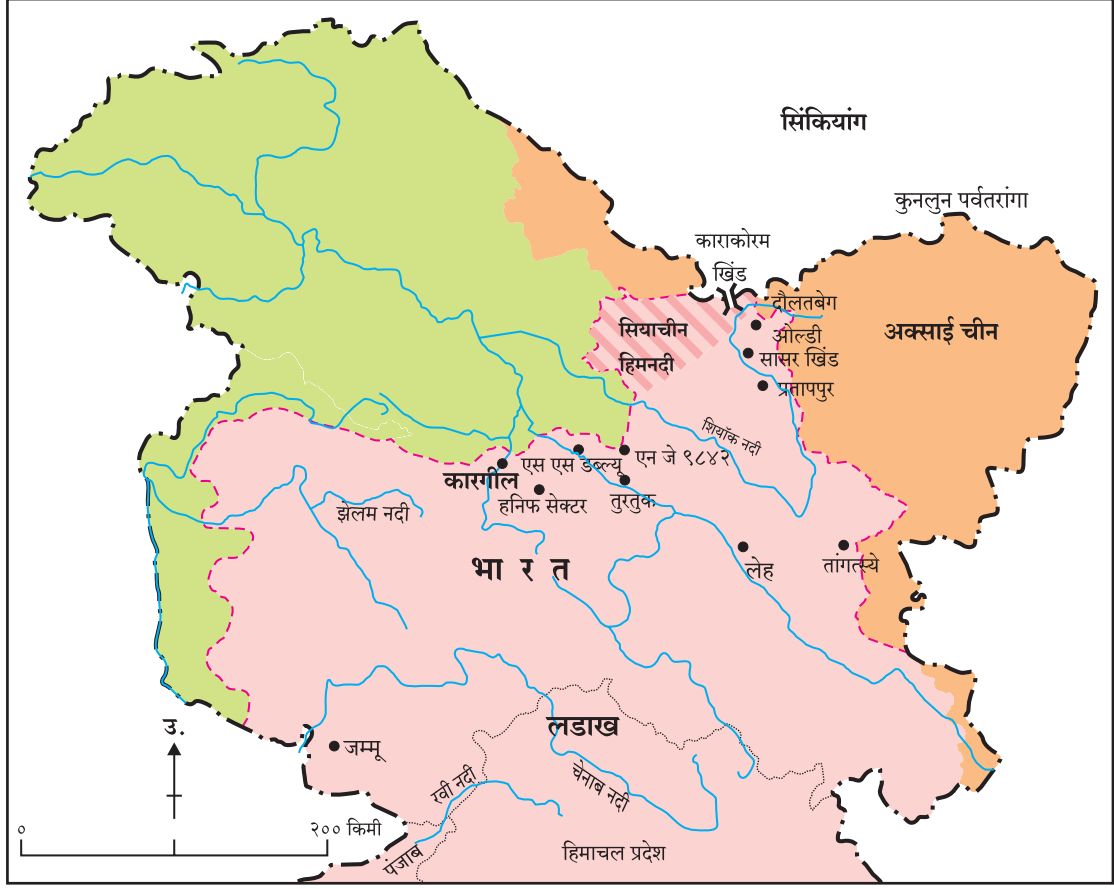 सिंकियांग
कुनलुन पर्वतरांगा
काराकोरम
खिंड
दौलतबेग
ओल्डी
सियाचीन
हिमनदी
अक्साई चीन
सासर खिंड
प्रतापपुर
शियॉक नदी
एस एस डब्ल्यू
एन जे ९८४२
कारगील
हनिफ सेक्टर
तुरतुक
झेलम नदी
भारत
लेह
तांगत्स्ये
लडाख
उ.
जम्मू
रवी नदी
चेनाब नदी
० २०० किमी
पंजाब
हिमाचल प्रदेश